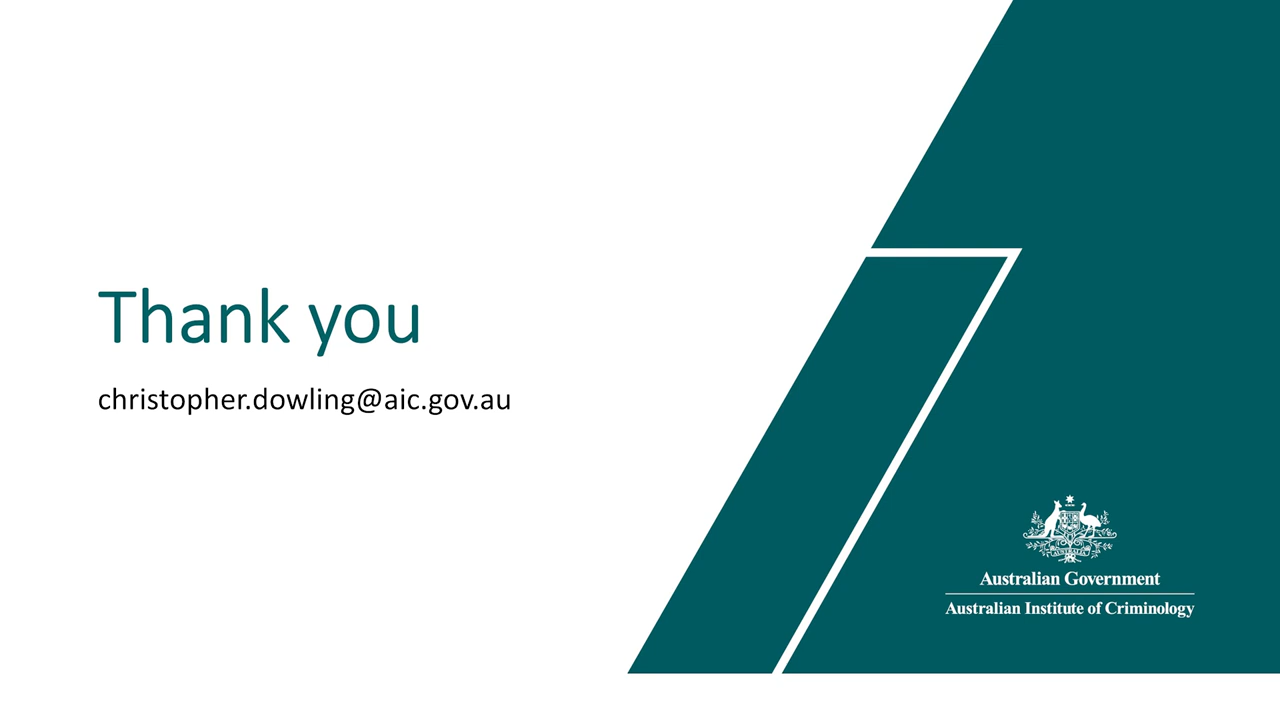 Thank you
christopher.dowling@aic.gov.au
Australian Government
Australian Institute of Criminology